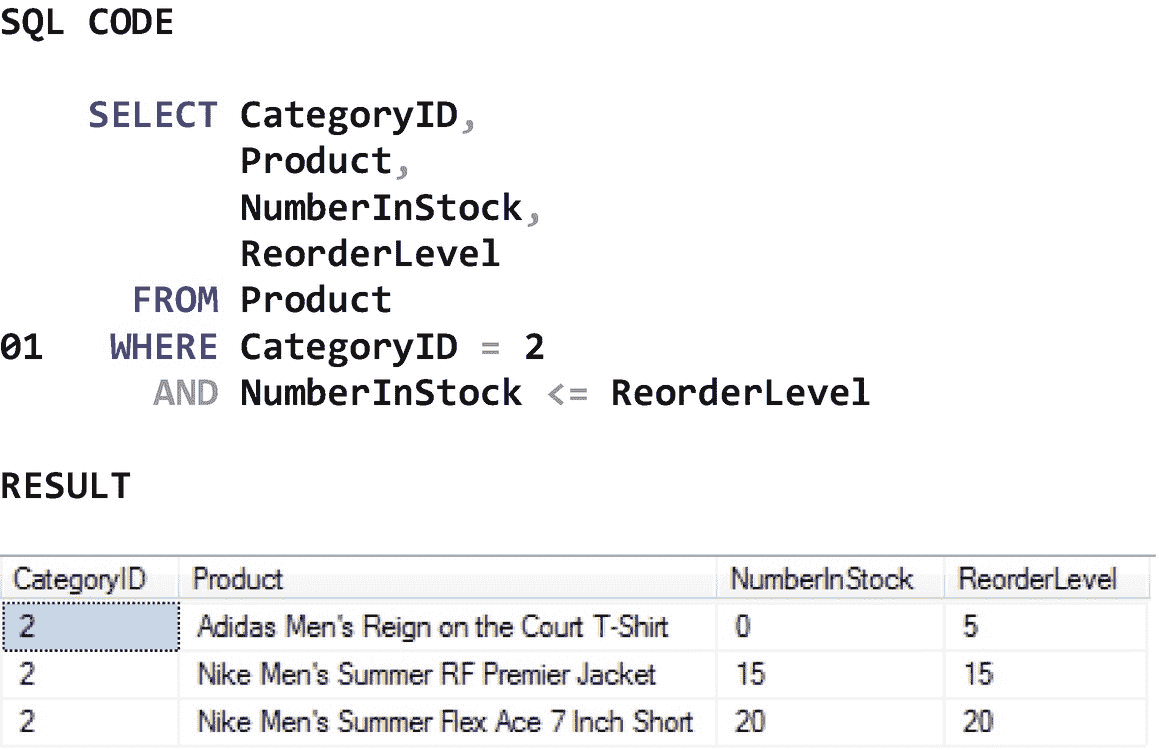 SQL CODE
SELECT CategoryID,
Product,
NumberInStock,
ReorderLevel
FROM Product
01 WHERE CategoryID = 2
AND NumberInStock <= ReorderLevel
RESULT
CategoryID Product NumberInStock ReorderLevel
2 Adidas Men's Reign on the Court T-Shirt 0 5
2 Nike Men's Summer RF Premier Jacket 15 15
2 Nike Men's Summer Flex Ace 7 Inch Short 20 20